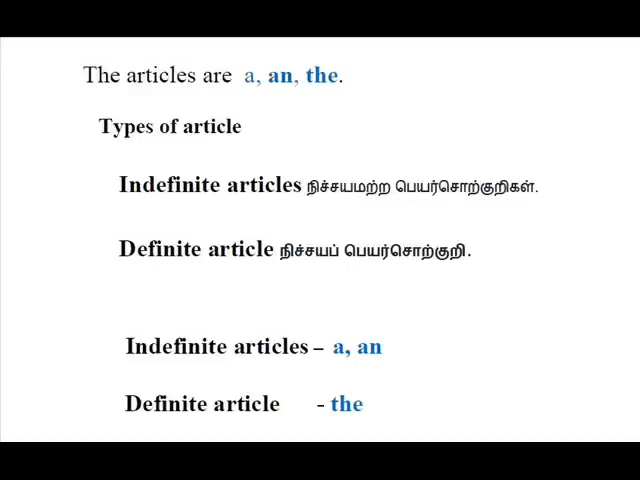 The articles are a, an, the.
Types of article
Indefinite articles நிச்சயமற்ற பெயர்சொற்குறிகள்.
Definite article நிச்சயப் பெயர்சொற்குறி.
Indefinite articles – a, an
Definite article - the